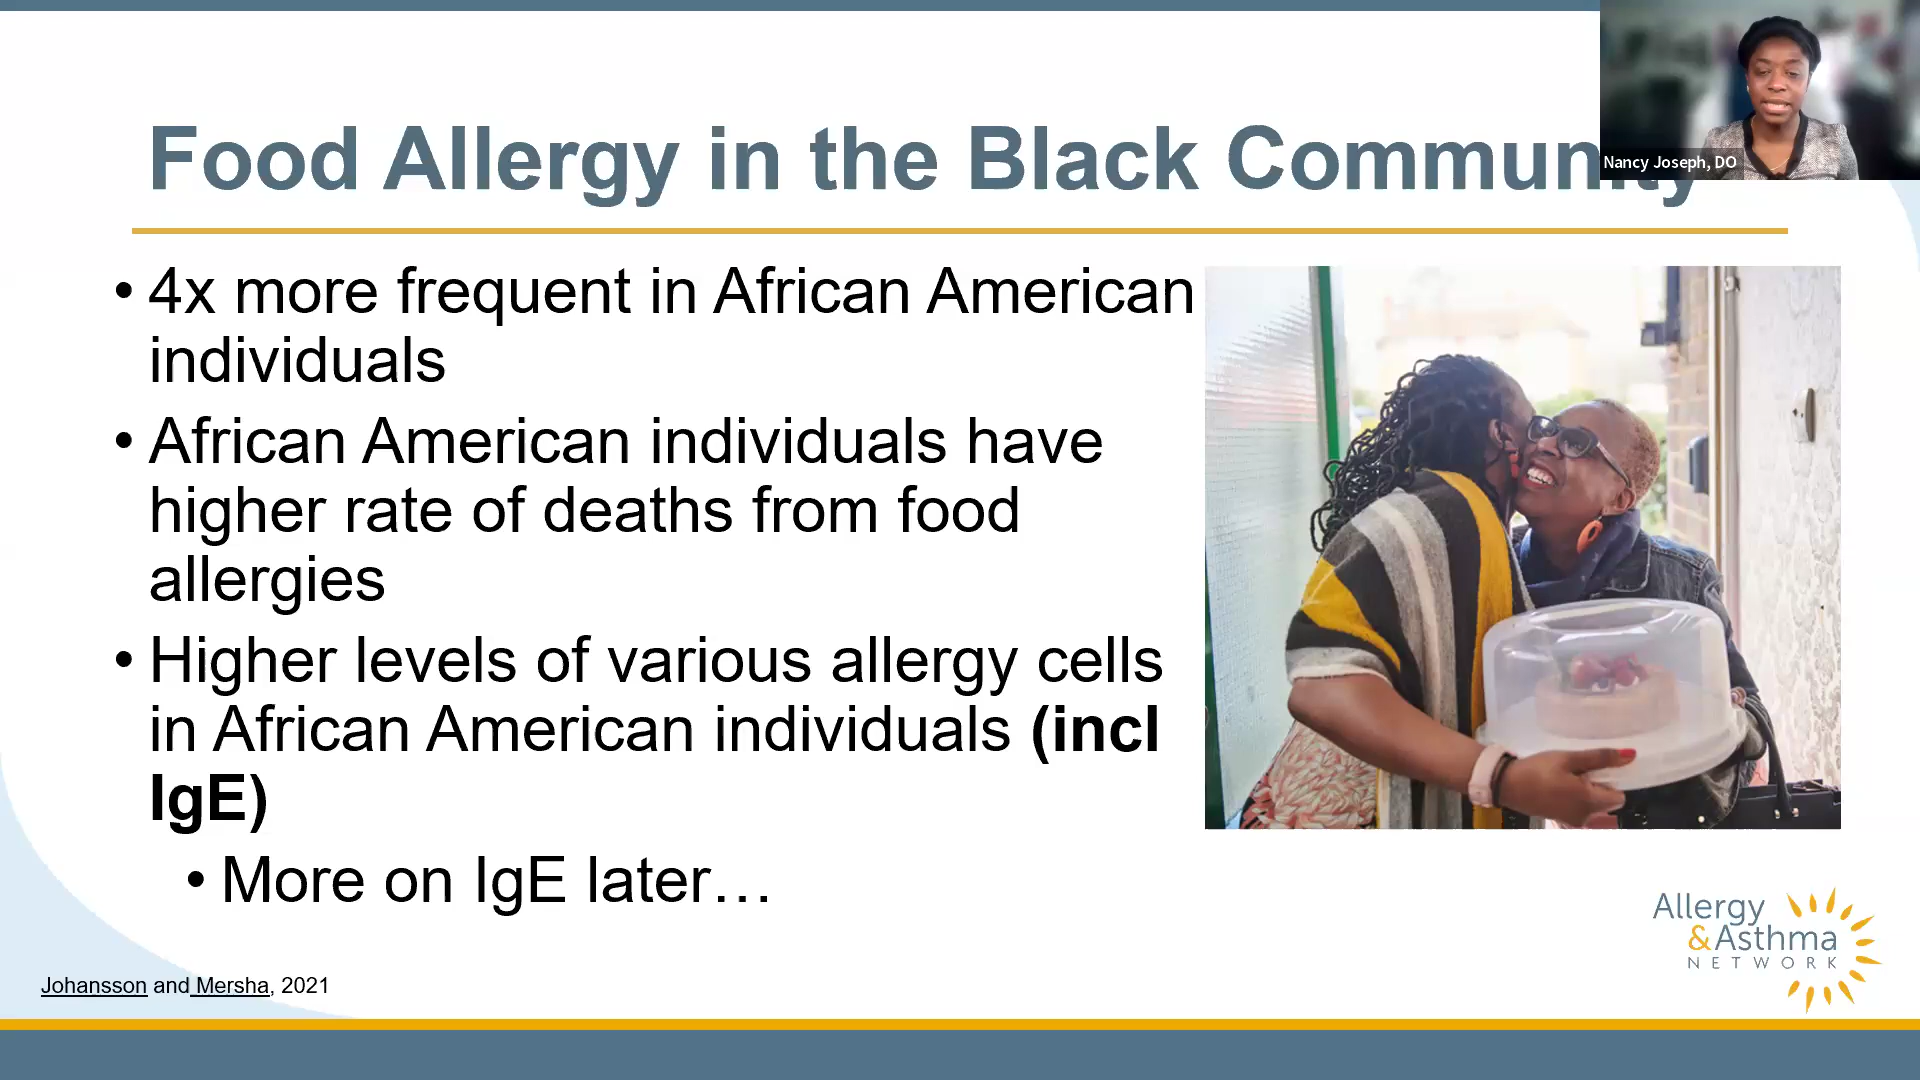 Food Allergy in the Black Community
Nancy Joseph, DO
• 4x more frequent in African American
individuals
• African American individuals have
higher rate of deaths from food
allergies
• Higher levels of various allergy cells
in African American individuals (incl
IgE)
• More on IgE later…
Allergy
&Asthma
NETWORK
Johansson and Mersha, 2021